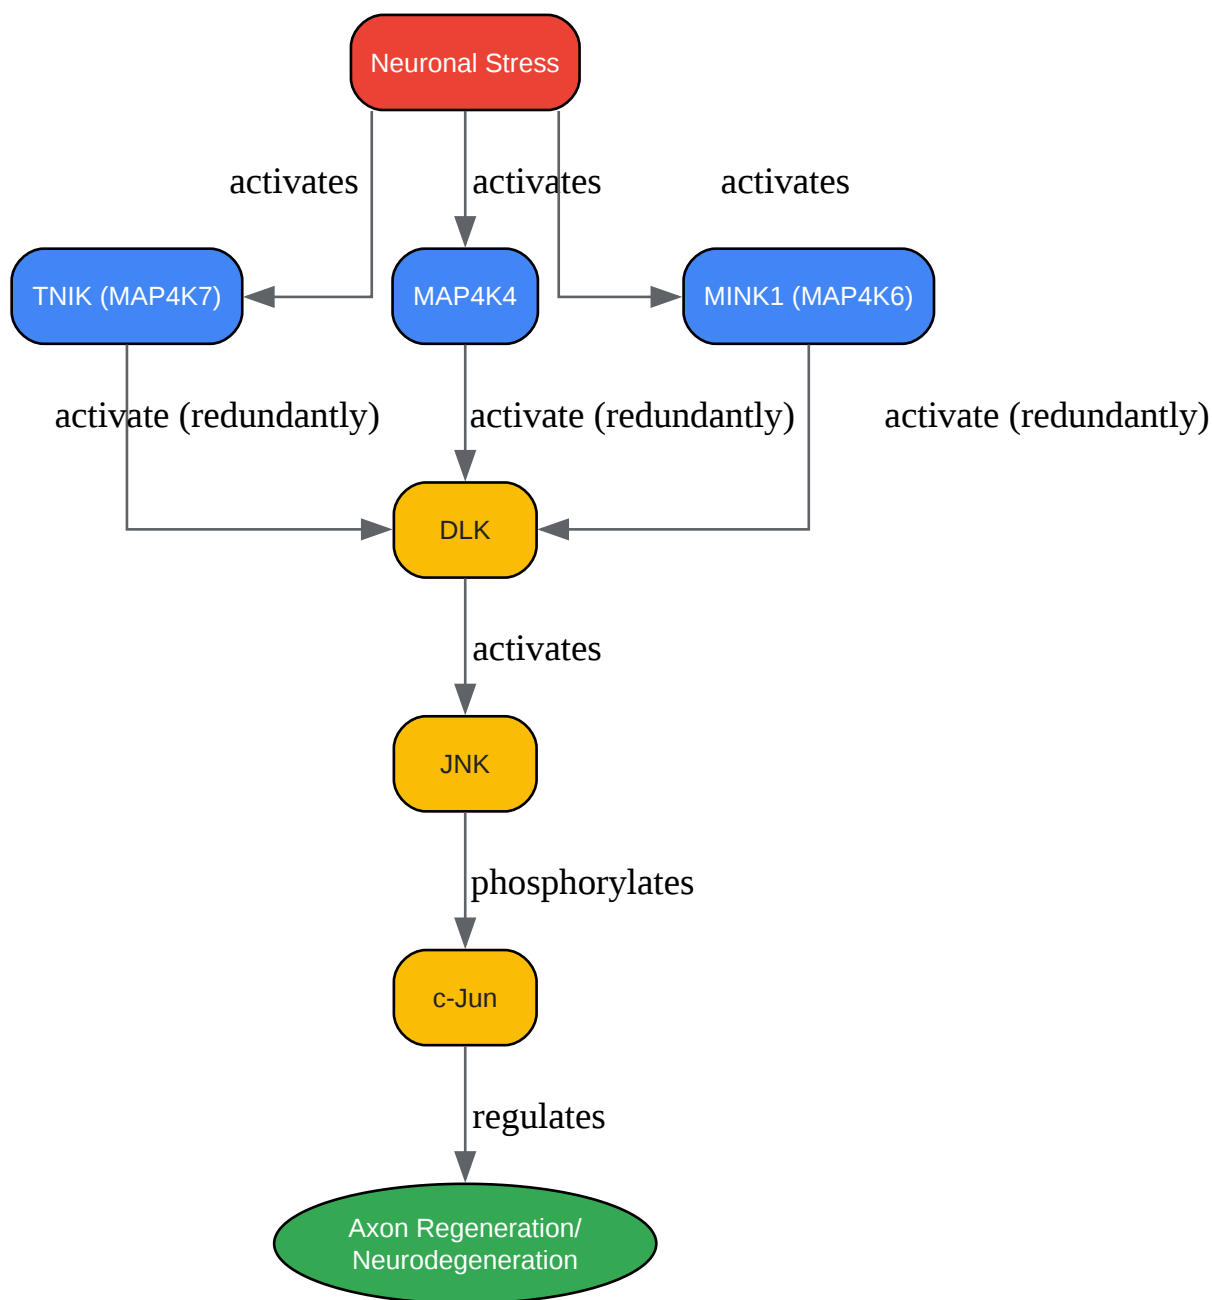 Neuronal Stress
activates
activates
activates
TNIK (MAP4K7)
MAP4K4
MINK1 (MAP4K6)
activate (redundantly)
activate (redundantly)
activate (redundantly)
DLK
activates
JNK
phosphorylates
c-Jun
regulates
Axon Regeneration/
Neurodegeneration